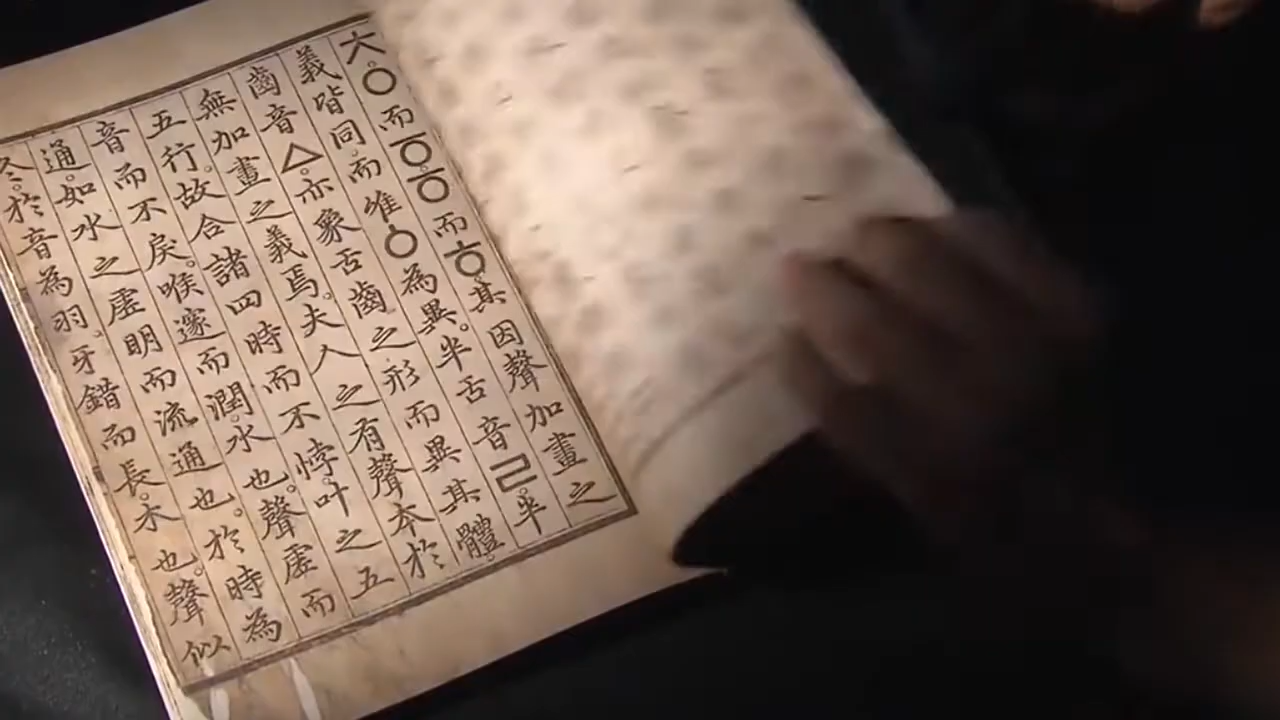 ㅊ。ㅇ而ㆆ。ㆆ而ㅎ。其因聲加畫之
義皆同。而唯ㆁ為異。半舌音ㄹ。半
齒音ㅿ。亦象舌齒之形而異其體。
無加畫之義焉。夫人之有聲本於
五行。故合諸四時而不悖。叶之五
音而不戾。喉邃而潤。水也。聲虛而
通。如水之虛明而流通也。於時為
冬。於音為羽。牙錯而長。木也。聲似